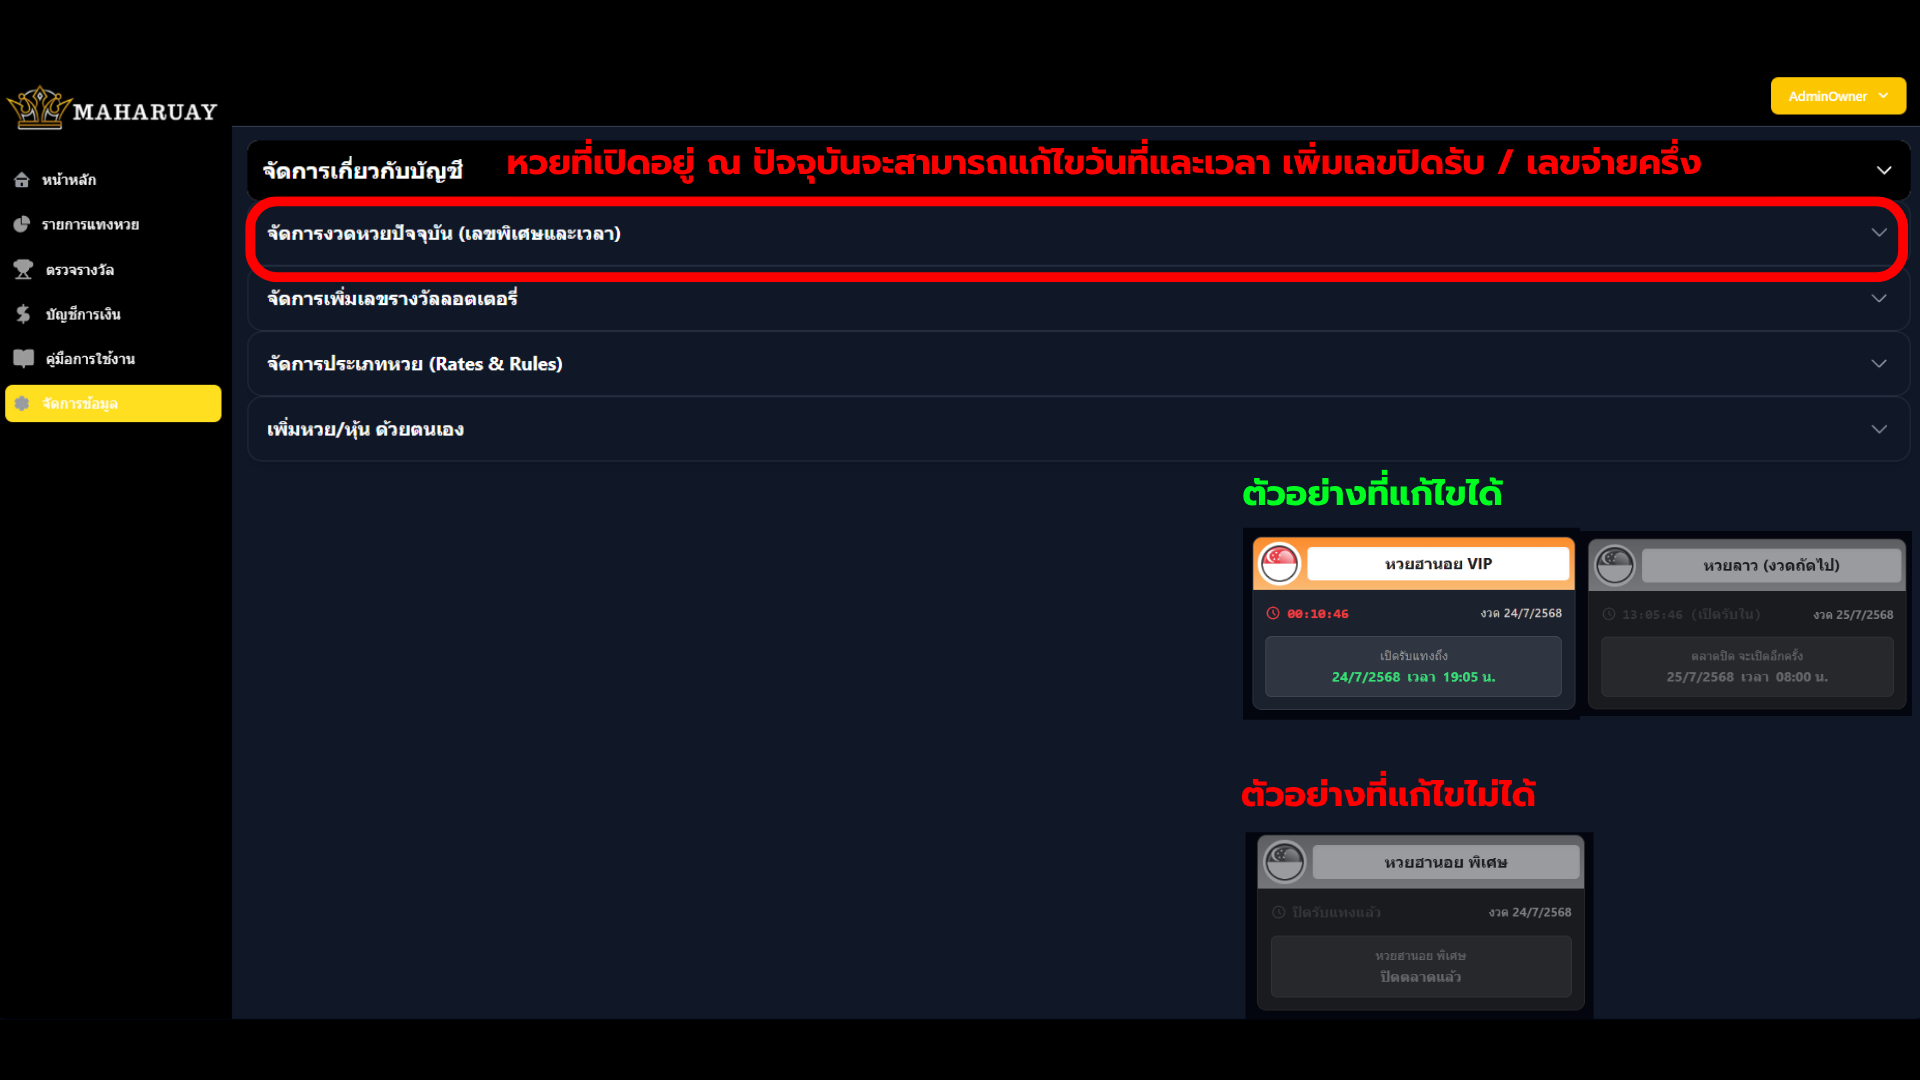 MAHARUAY
AdminOwner
หน้าหลัก
รายการแทงหวย
ตรวจรางวัล
บัญชีการเงิน
คู่มือการใช้งาน
จัดการข้อมูล
จัดการเกี่ยวกับบัญชี
หวยที่เปิดอยู่ ณ ปัจจุบันจะสามารถแก้ไขวันที่และเวลา เพิ่มเลขปิดรับ / เลขจ่ายครึ่ง
จัดการงวดหวยปัจจุบัน (เลขพิเศษและเวลา)
จัดการเพิ่มเลขรางวัลลอตเตอรี่
จัดการประเภทหวย (Rates & Rules)
เพิ่มหวย/หุ้น ด้วยตนเอง
ตัวอย่างที่แก้ไขได้
หวยฮานอย VIP
00:10:46 งวด 24/7/2568
เปิดรับแทงถึง
24/7/2568 เวลา 19:05 น.
หวยลาว (งวดถัดไป)
13:05:46 (เปิดรับใน) งวด 25/7/2568
ตลาดปิด จะเปิดอีกครั้ง
25/7/2568 เวลา 08:00 น.
ตัวอย่างที่แก้ไขไม่ได้
หวยฮานอย พิเศษ
ปิดรับแทงแล้ว งวด 24/7/2568
หวยฮานอย พิเศษ
ปิดตลาดแล้ว